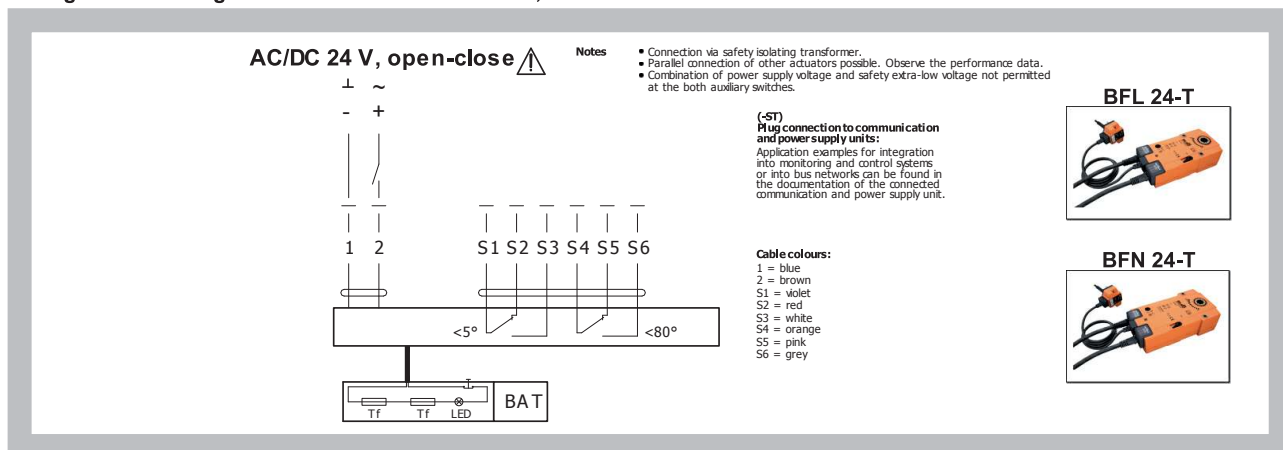 AC/DC 24 V, open-close
Notes
• Connection via safety isolating transformer.
• Parallel connection of other actuators possible. Observe the performance data.
• Combination of power supply voltage and safety extra-low voltage not permitted
at the both auxiliary switches.
⊥ ~
- +
1 2 S1 S2 S3 S4 S5 S6
<5° <80°
Tf Tf LED BAT
(-ST)
Plug connection to communication
and power supply units:
Application examples for integration
into monitoring and control systems
or into bus networks can be found in
the documentation of the connected
communication and power supply unit.
Cable colours:
1 = blue
2 = brown
S1 = violet
S2 = red
S3 = white
S4 = orange
S5 = pink
S6 = grey
BFL 24-T
BFN 24-T